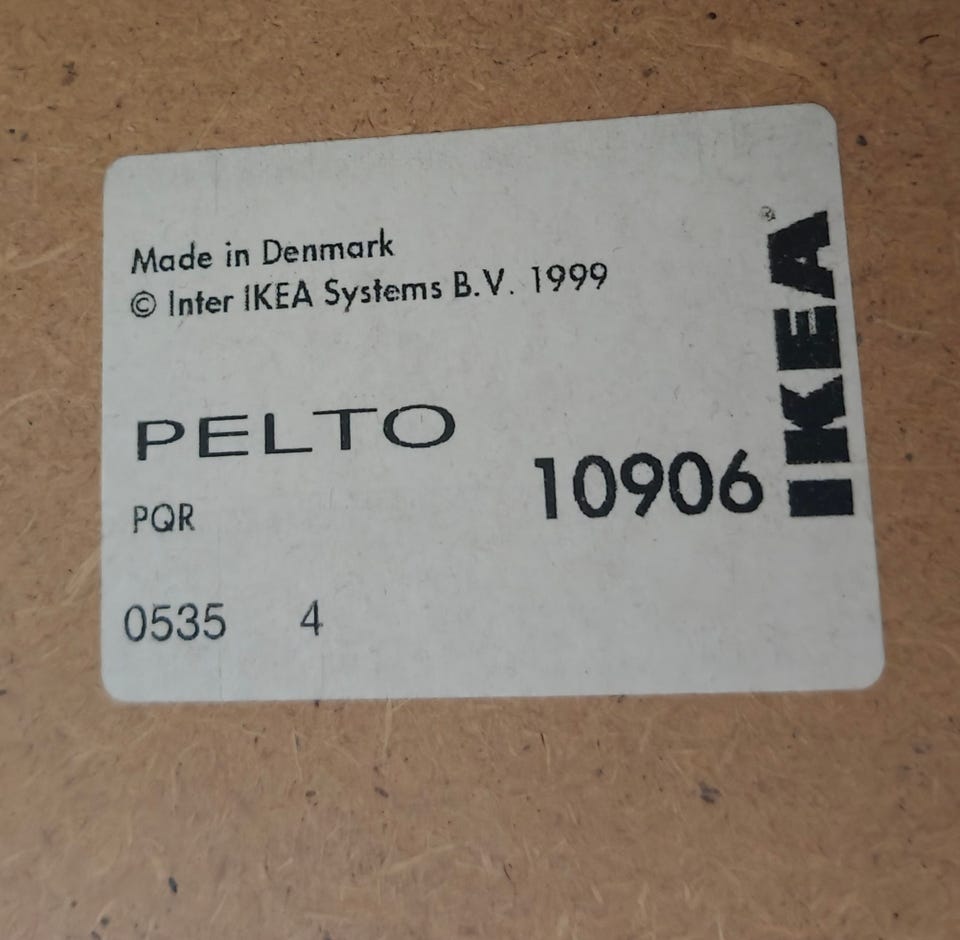 Made in Denmark
© Inter IKEA Systems B.V. 1999
PELTO
10906
PQR
0535 4
IKEA®